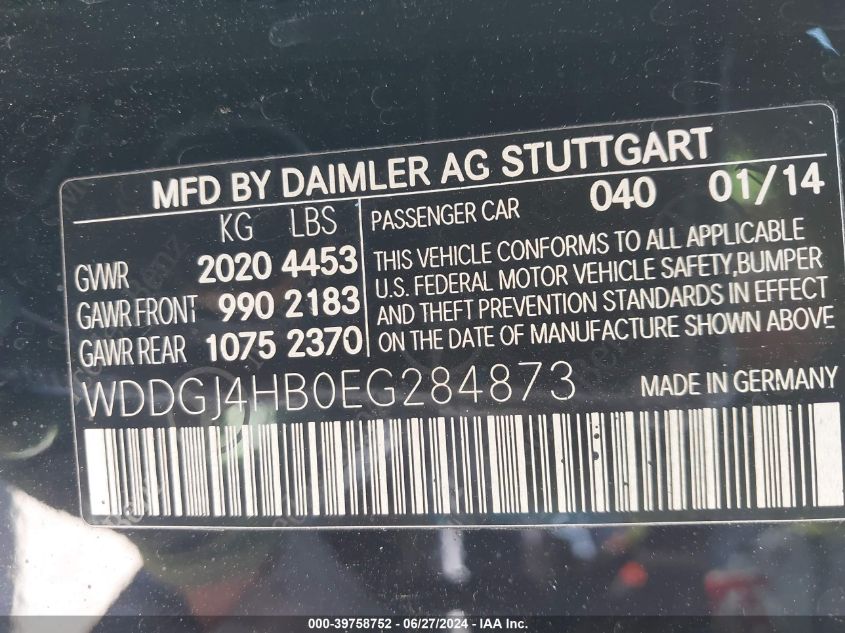 MFD BY DAIMLER AG STUTTGART
KG LBS PASSENGER CAR 040 01/14
GVWR 2020 4453
GAWR FRONT 990 2183
GAWR REAR 1075 2370
THIS VEHICLE CONFORMS TO ALL APPLICABLE
U.S. FEDERAL MOTOR VEHICLE SAFETY,BUMPER
AND THEFT PREVENTION STANDARDS IN EFFECT
ON THE DATE OF MANUFACTURE SHOWN ABOVE
WDDGJ4HB0EG284873 MADE IN GERMANY
000-39758752 - 06/27/2024 - IAA Inc.